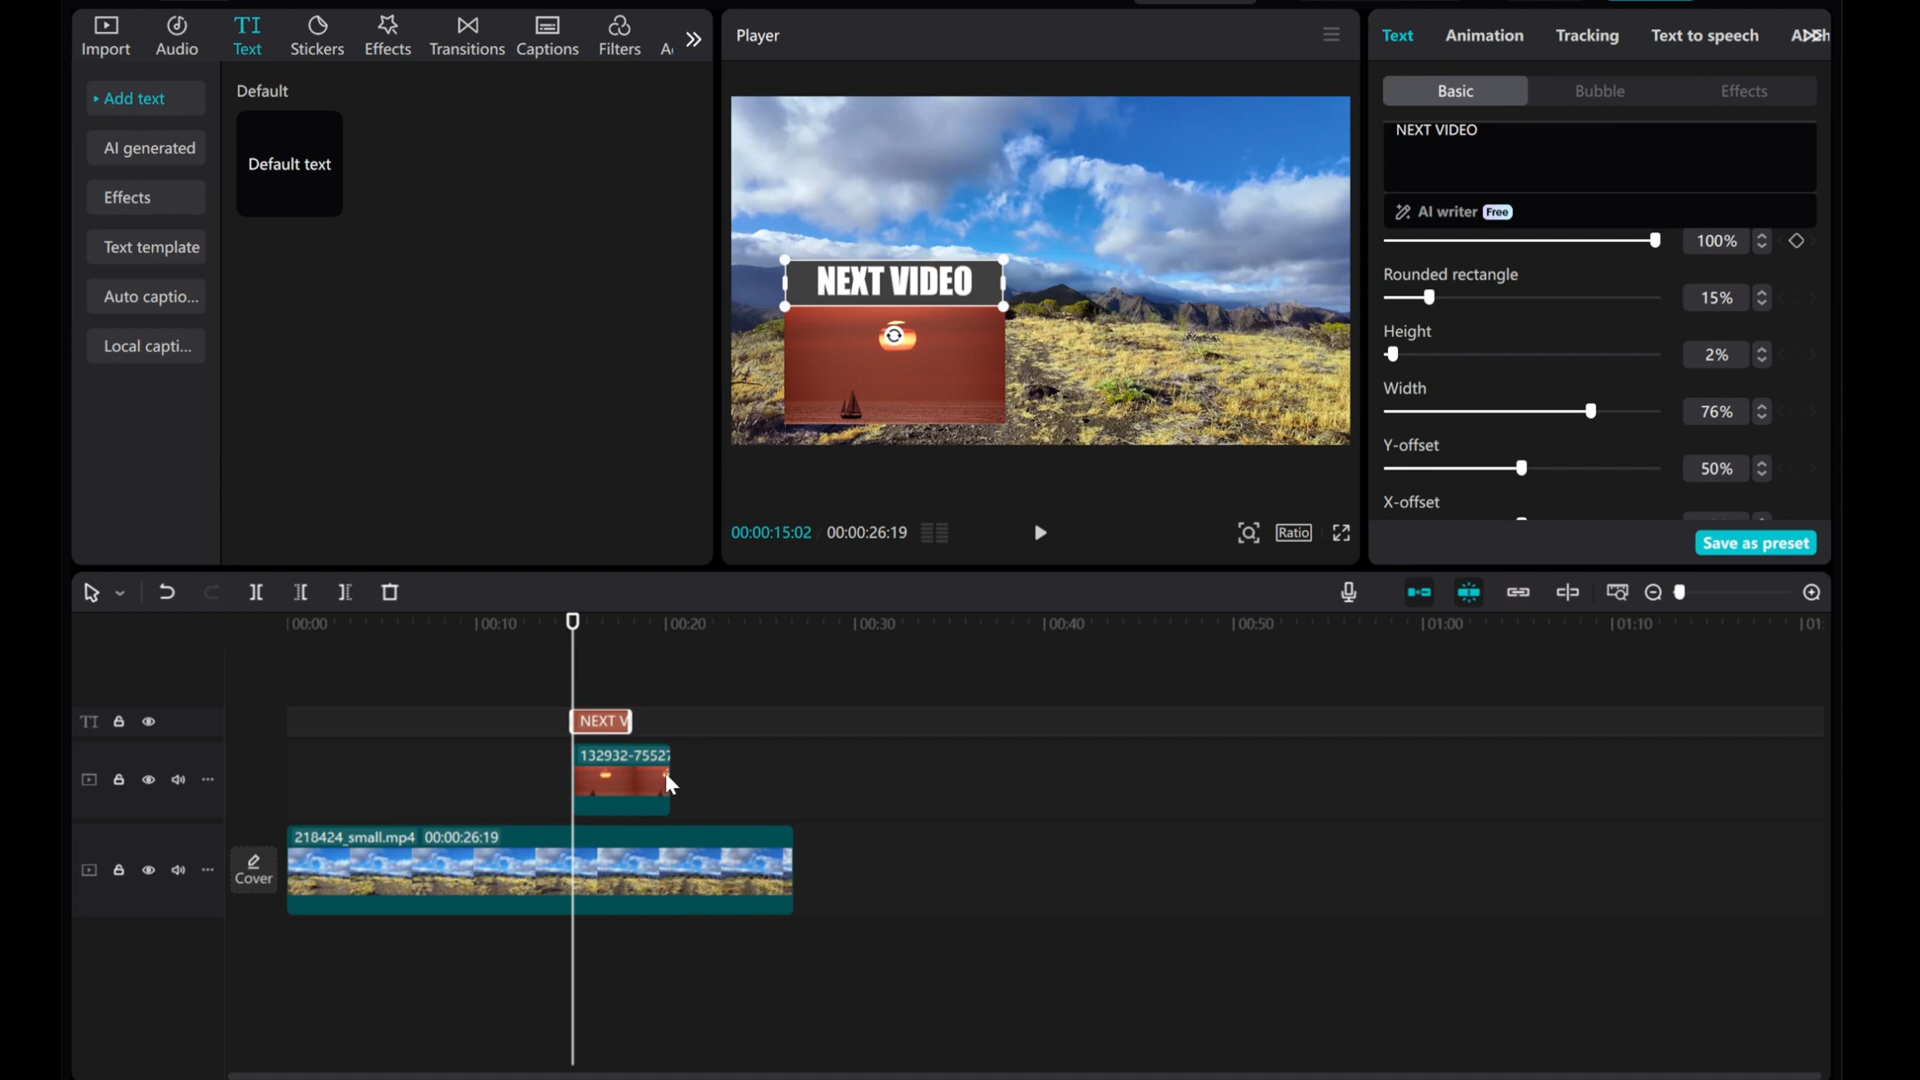 Import
Audio
TI Text
Stickers
Effects
Transitions
Captions
Filters
Player
Text
Animation
Tracking
Text to speech
Add text
AI generated
Effects
Text template
Auto captio...
Local capti...
Default
Default text
NEXT VIDEO
00:00:15:02
00:00:26:19
Ratio
Basic
Bubble
Effects
NEXT VIDEO
AI writer Free
100%
Rounded rectangle
15%
Height
2%
Width
76%
Y-offset
50%
X-offset
Save as preset
00:00
00:10
00:20
00:30
00:40
00:50
01:00
01:10
01:
TI
NEXT V
132932-7552
Cover
218424_small.mp4 00:00:26:19